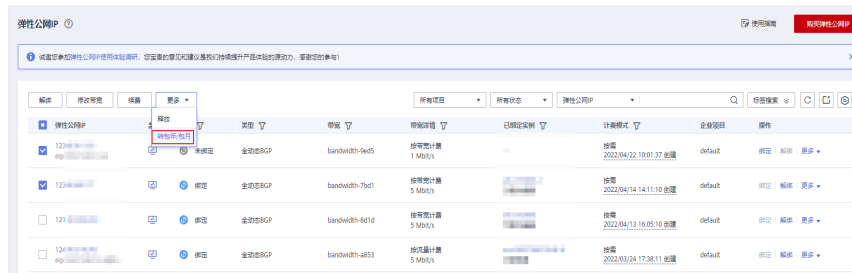 弹性公网IP
使用指南
购买弹性公网IP
诚邀您参加弹性公网IP使用体验调研，您宝贵的意见和建议是我们持续提升产品体验的源动力，感谢您的参与！
解绑 修改带宽 续费 更多 所有项目 所有状态 弹性公网IP 标签搜索
释放
转包年/包月
弹性公网IP 类型 带宽 带宽详情 已绑定实例 计费模式 企业项目 操作
123 未绑定 全动态BGP bandwidth-9ed5 按带宽计费 按需 default 绑定 解绑 更多
eip 1 Mbit/s 2022/04/22 10:01:37 创建
123 绑定 全动态BGP bandwidth-7bd1 按带宽计费 按需 default 绑定 解绑 更多
5 Mbit/s 2022/04/14 14:11:10 创建
121. 绑定 全动态BGP bandwidth-8d1d 按带宽计费 按需 default 绑定 解绑 更多
5 Mbit/s 2022/04/13 16:05:10 创建
124 绑定 全动态BGP bandwidth-a853 按流量计费 按需 default 绑定 解绑 更多
eip 5 Mbit/s 2022/03/24 17:38:11 创建